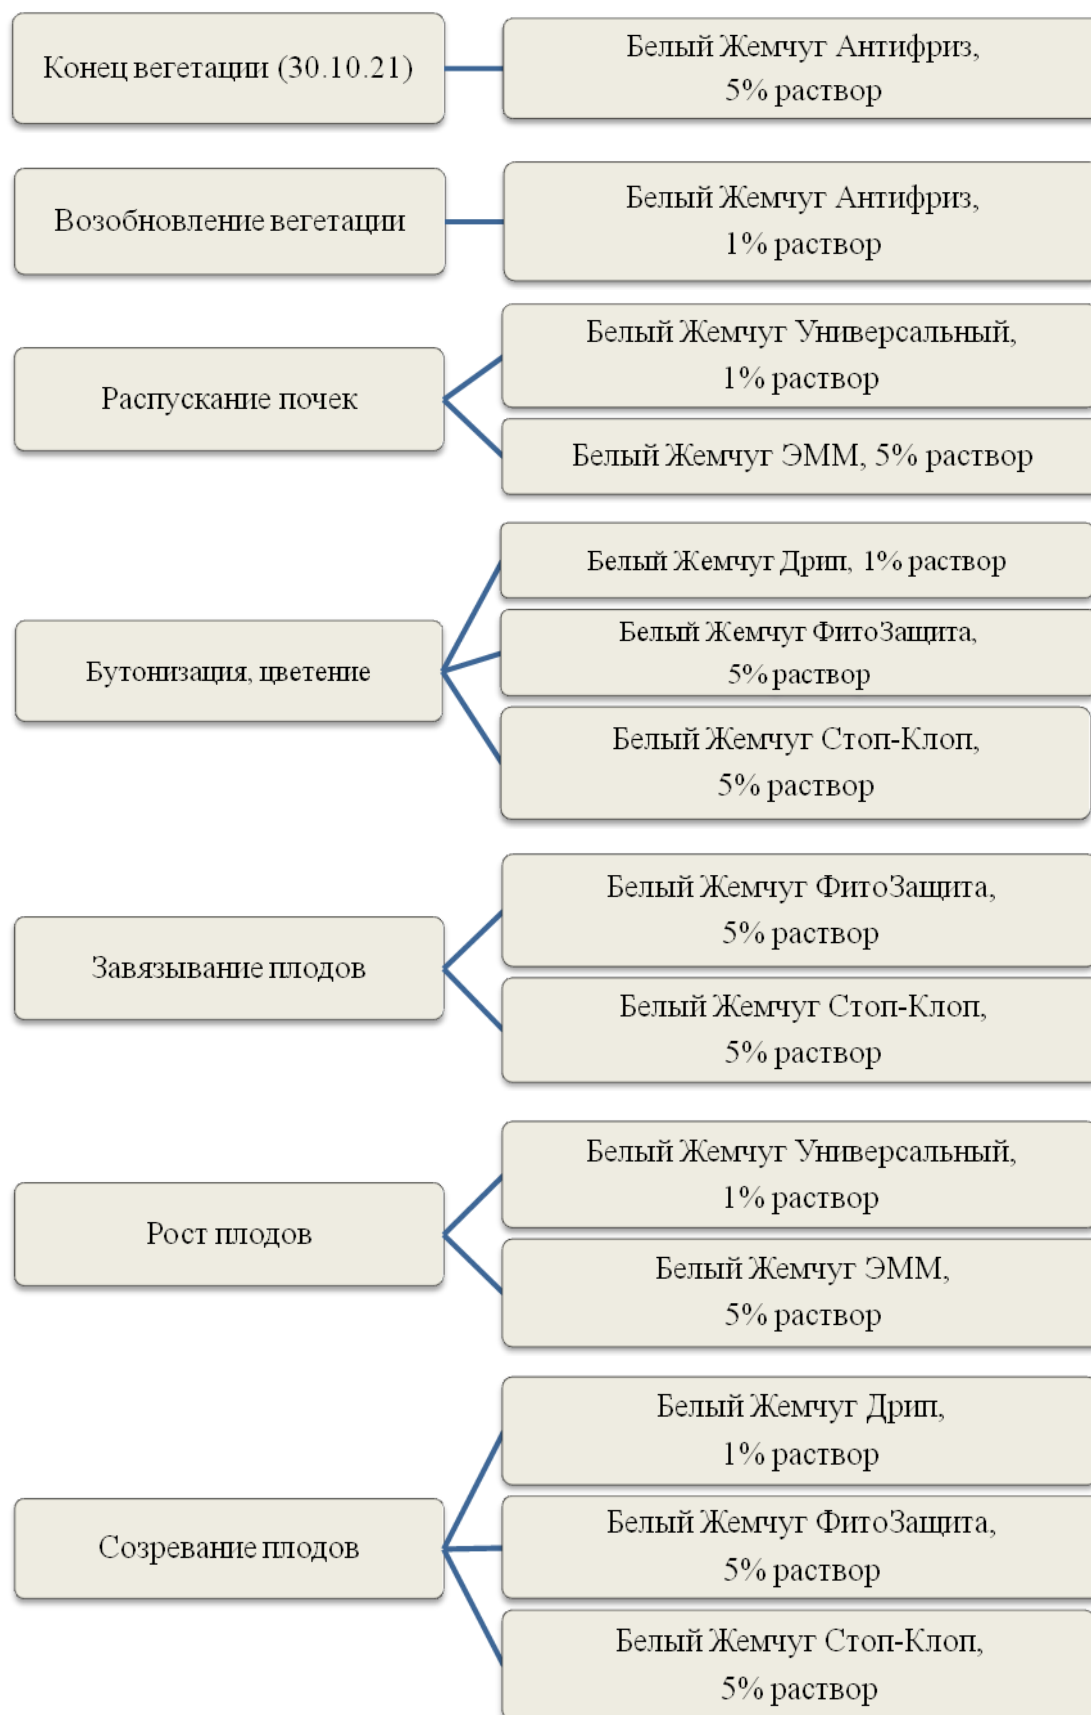 Конец вегетации (30.10.21)
Белый Жемчуг Антифриз,
5% раствор
Возобновление вегетации
Белый Жемчуг Антифриз,
1% раствор
Распускание почек
Белый Жемчуг Универсальный,
1% раствор
Белый Жемчуг ЭММ, 5% раствор
Бутонизация, цветение
Белый Жемчуг Дрип, 1% раствор
Белый Жемчуг ФитоЗащита,
5% раствор
Белый Жемчуг Стоп-Клоп,
5% раствор
Завязывание плодов
Белый Жемчуг ФитоЗащита,
5% раствор
Белый Жемчуг Стоп-Клоп,
5% раствор
Рост плодов
Белый Жемчуг Универсальный,
1% раствор
Белый Жемчуг ЭММ,
5% раствор
Созревание плодов
Белый Жемчуг Дрип,
1% раствор
Белый Жемчуг ФитоЗащита,
5% раствор
Белый Жемчуг Стоп-Клоп,
5% раствор